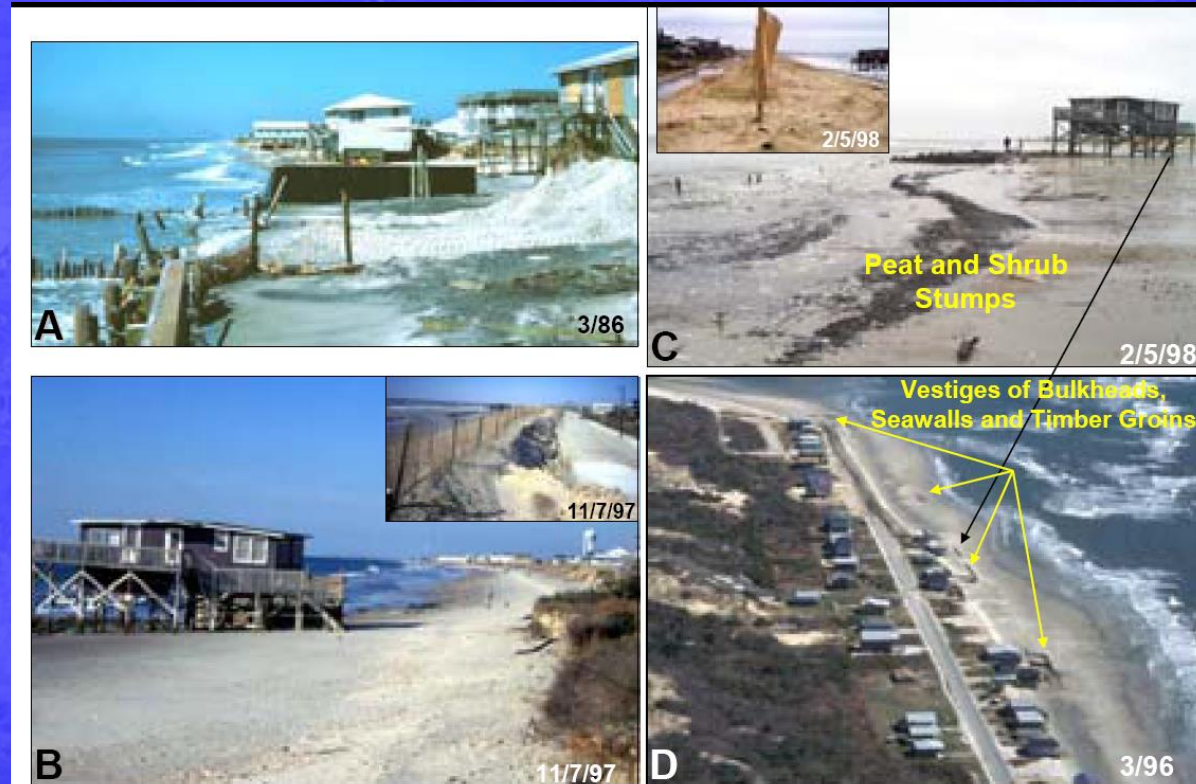 A
3/86
2/5/98
Peat and Shrub
Stumps
C
2/5/98
11/7/97
B
11/7/97
Vestiges of Bulkheads,
Seawalls and Timber Groins
D
3/96